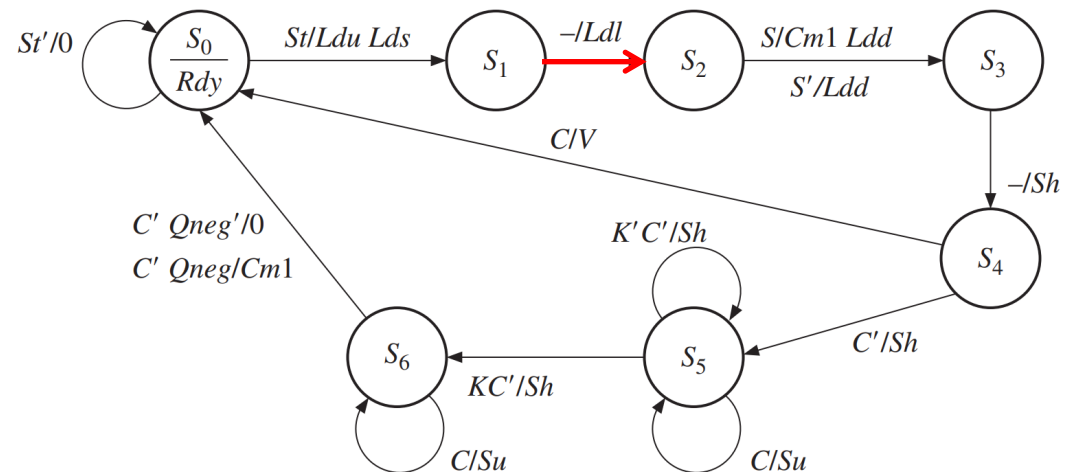 St′/0
S₀
Rdy
St/Ldu Lds
S₁
–/Ldl
S₂
S/Cm1 Ldd
S′/Ldd
S₃
–/Sh
C/V
C′ Qneg′/0
C′ Qneg/Cm1
K′C′/Sh
S₄
C′/Sh
S₆
KC′/Sh
S₅
C/Su
C/Su